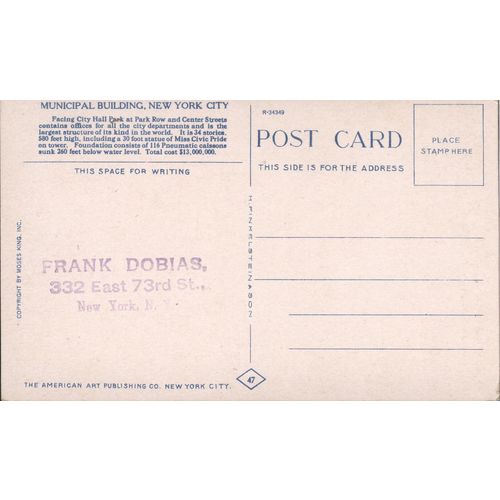 MUNICIPAL BUILDING, NEW YORK CITY
Facing City Hall Park at Park Row and Center Streets
contains offices for all the city departments and is the
largest structure of its kind in the world. It is 34 stories,
580 feet high, including a 30 foot statue of Miss Civic Pride
on tower. Foundation consists of 116 Pneumatic caissons
sunk 260 feet below water level. Total cost $13,000,000.
THIS SPACE FOR WRITING
R-34349
POST CARD
THIS SIDE IS FOR THE ADDRESS
PLACE
STAMP HERE
H. FINKELSTEIN & SON
COPYRIGHT BY MOSES KING, INC.
FRANK DOBIAS,
332 East 73rd St.,
New York, N. Y.
THE AMERICAN ART PUBLISHING CO. NEW YORK CITY.
47